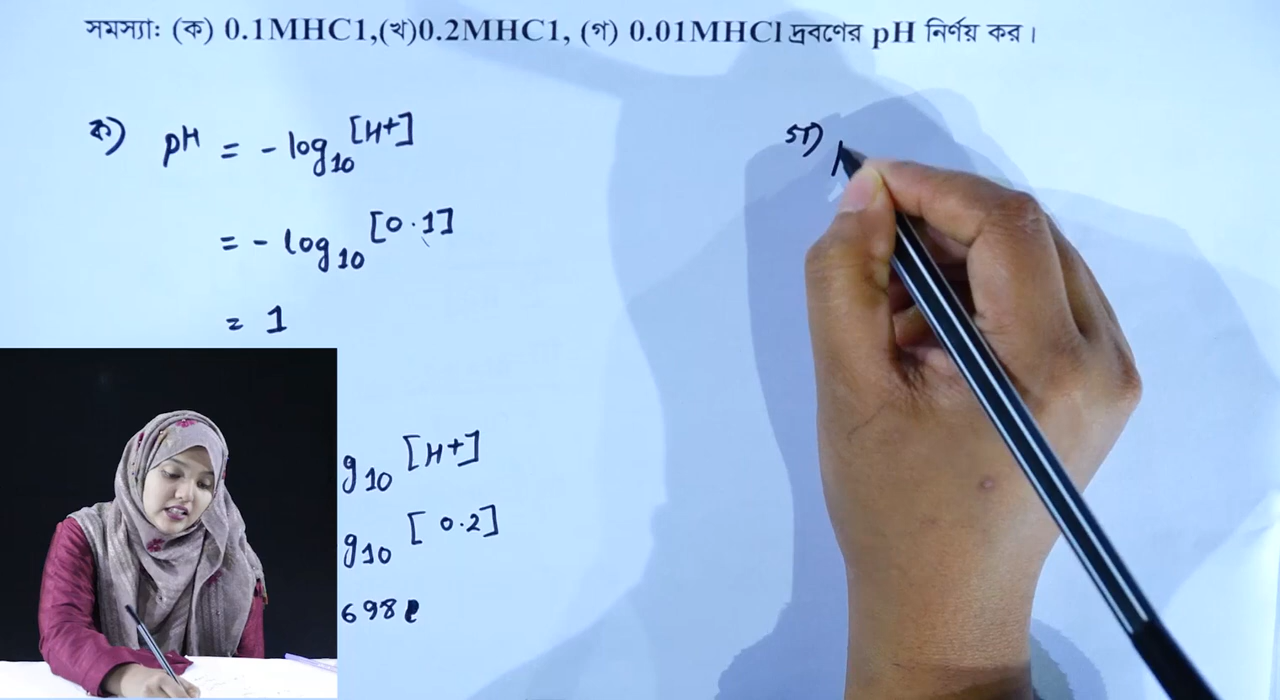 সমস্যাঃ (ক) 0.1MHC1,(খ)0.2MHC1, (গ) 0.01MHCl দ্রবণের pH নির্ণয় কর।
ক) pH = - log10 [H+]
= - log10 [0.1]
= 1
g10 [H+]
g10 [0.2]
698
গ)